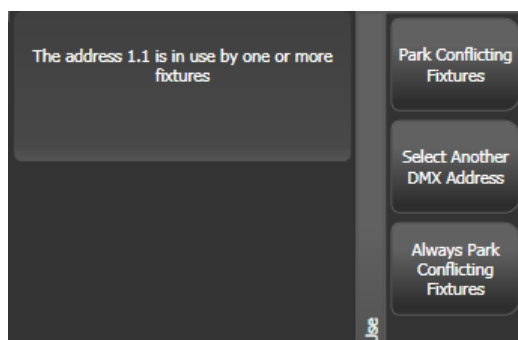 The address 1.1 is in use by one or more
fixtures
Park Conflicting
Fixtures
Select Another
DMX Address
Always Park
Conflicting
Fixtures
Use